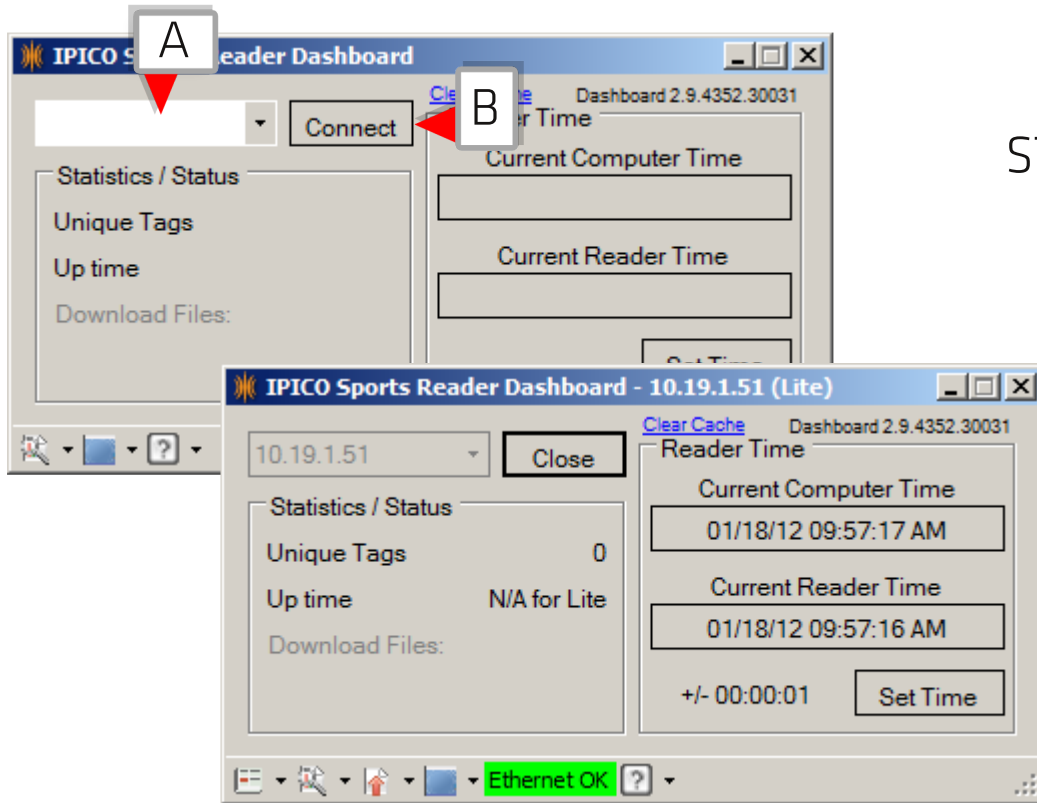 A
IPICO S eader Dashboard
Connect
B
Dashboard 2.9.4352.30031
r Time
ST
Statistics / Status
Current Computer Time
Unique Tags
Up time
Current Reader Time
Download Files:
Set Time
IPICO Sports Reader Dashboard - 10.19.1.51 (Lite)
Clear Cache Dashboard 2.9.4352.30031
10.19.1.51 Close
Reader Time
Statistics / Status
Current Computer Time
01/18/12 09:57:17 AM
Unique Tags 0
Current Reader Time
Up time N/A for Lite
01/18/12 09:57:16 AM
Download Files:
+/- 00:00:01 Set Time
Ethernet OK ?